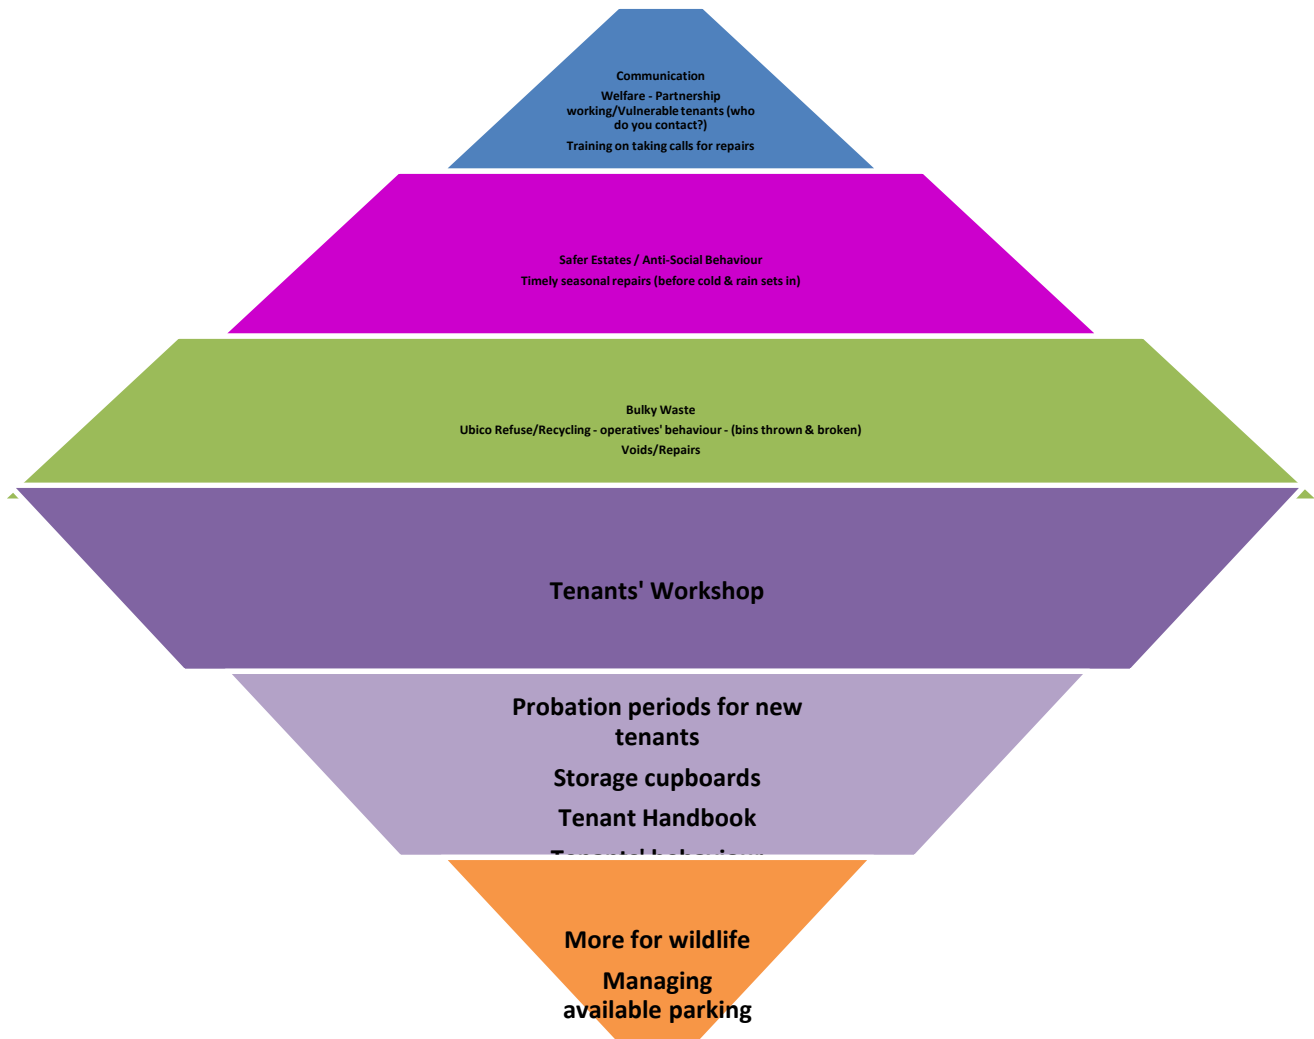 Communication
Welfare - Partnership
working/Vulnerable tenants (who
do you contact?)
Training on taking calls for repairs
Safer Estates / Anti-Social Behaviour
Timely seasonal repairs (before cold & rain sets in)
Bulky Waste
Ubico Refuse/Recycling - operatives' behaviour - (bins thrown & broken)
Voids/Repairs
Tenants' Workshop
Probation periods for new
tenants
Storage cupboards
Tenant Handbook
Tenants' behaviour
More for wildlife
Managing
available parking